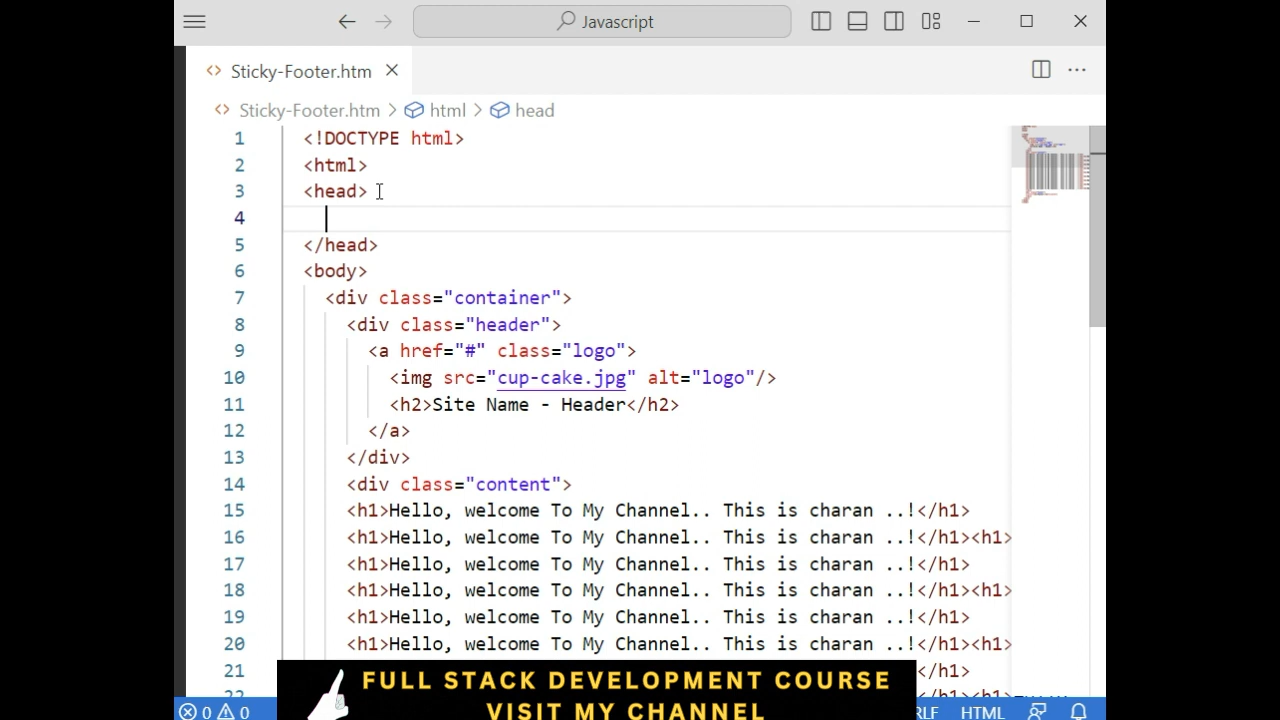 Javascript
Sticky-Footer.htm
Sticky-Footer.htm > html > head
1 <!DOCTYPE html>
2 <html>
3 <head>
4
5 </head>
6 <body>
7 <div class="container">
8 <div class="header">
9 <a href="#" class="logo">
10 <img src="cup-cake.jpg" alt="logo"/>
11 <h2>Site Name - Header</h2>
12 </a>
13 </div>
14 <div class="content">
15 <h1>Hello, welcome To My Channel.. This is charan ..!</h1>
16 <h1>Hello, welcome To My Channel.. This is charan ..!</h1><h1>
17 <h1>Hello, welcome To My Channel.. This is charan ..!</h1>
18 <h1>Hello, welcome To My Channel.. This is charan ..!</h1><h1>
19 <h1>Hello, welcome To My Channel.. This is charan ..!</h1>
20 <h1>Hello, welcome To My Channel.. This is charan ..!</h1><h1>
21 </h1>
22
FULL STACK DEVELOPMENT COURSE
VISIT MY CHANNEL
0 0 HTML